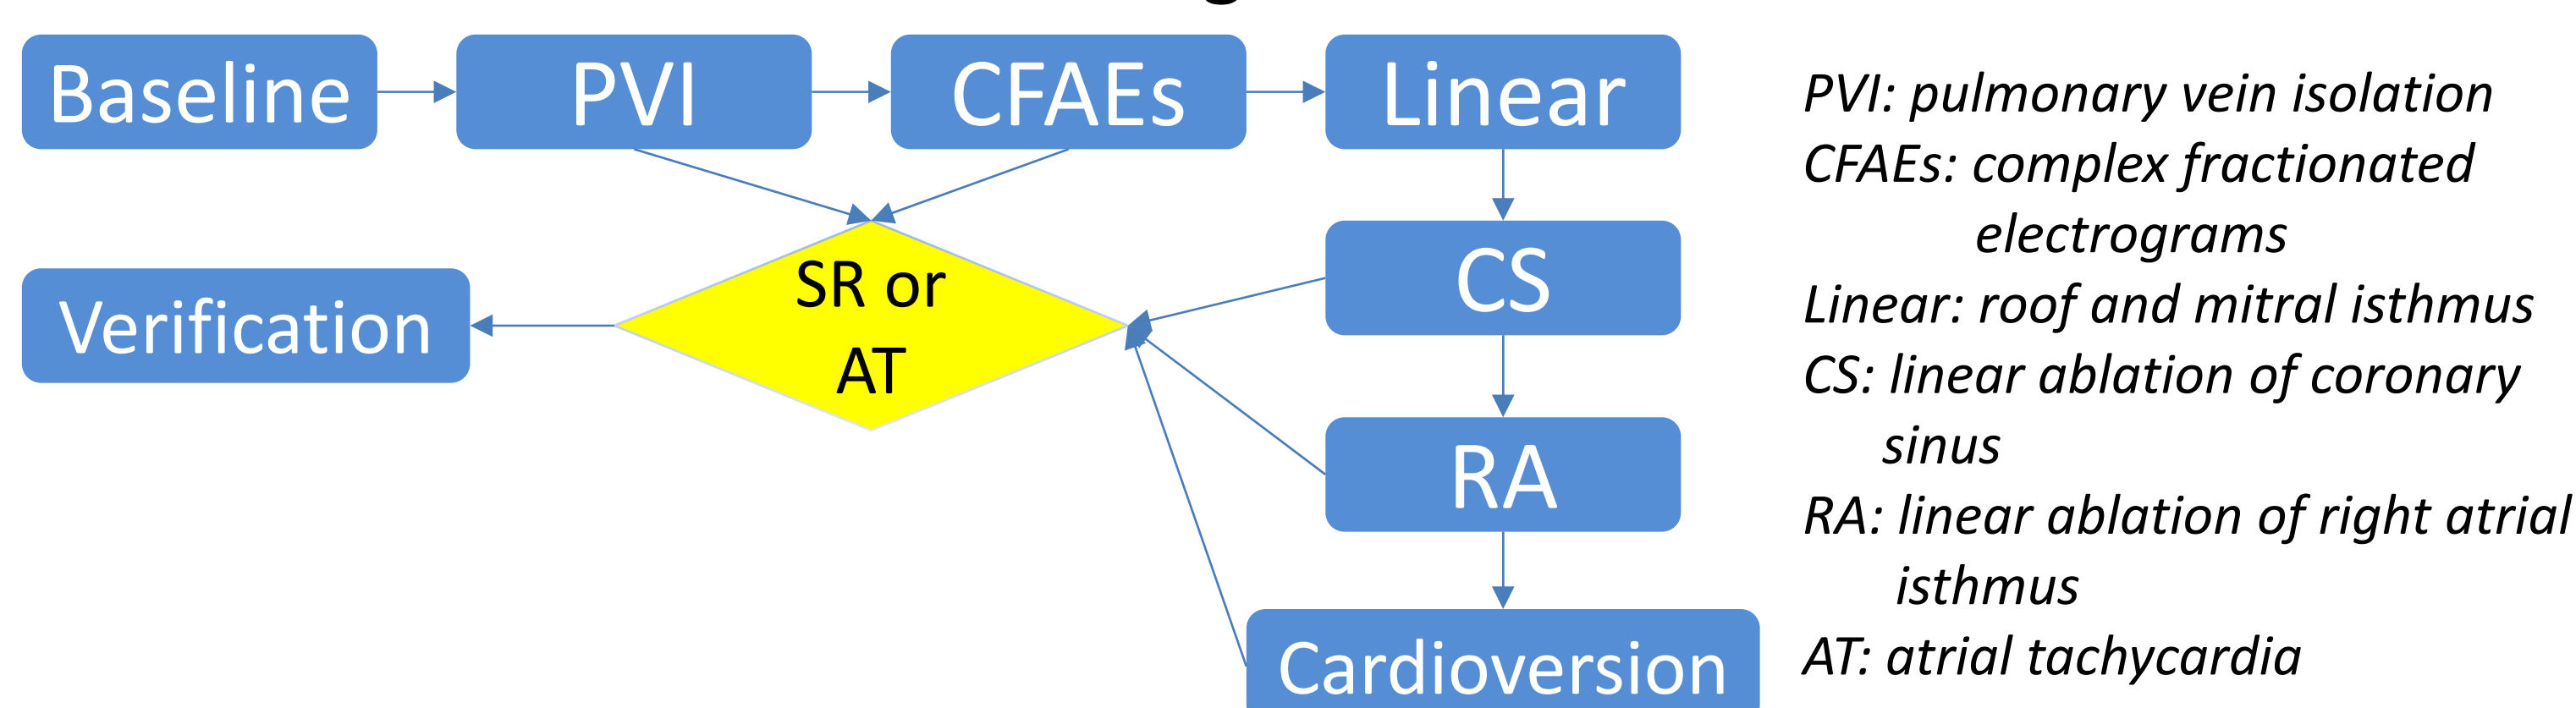 Baseline
PVI
CFAEs
Linear
SR or
AT
Verification
CS
RA
Cardioversion
PVI: pulmonary vein isolation
CFAEs: complex fractionated
electrograms
Linear: roof and mitral isthmus
CS: linear ablation of coronary
sinus
RA: linear ablation of right atrial
isthmus
AT: atrial tachycardia